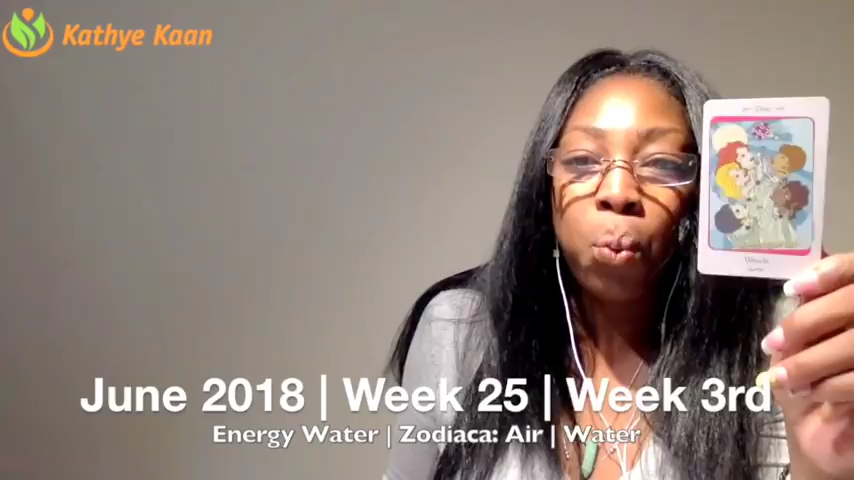 Kathye Kaan
June 2018 | Week 25 | Week 3rd
Energy Water | Zodiaca: Air | Water